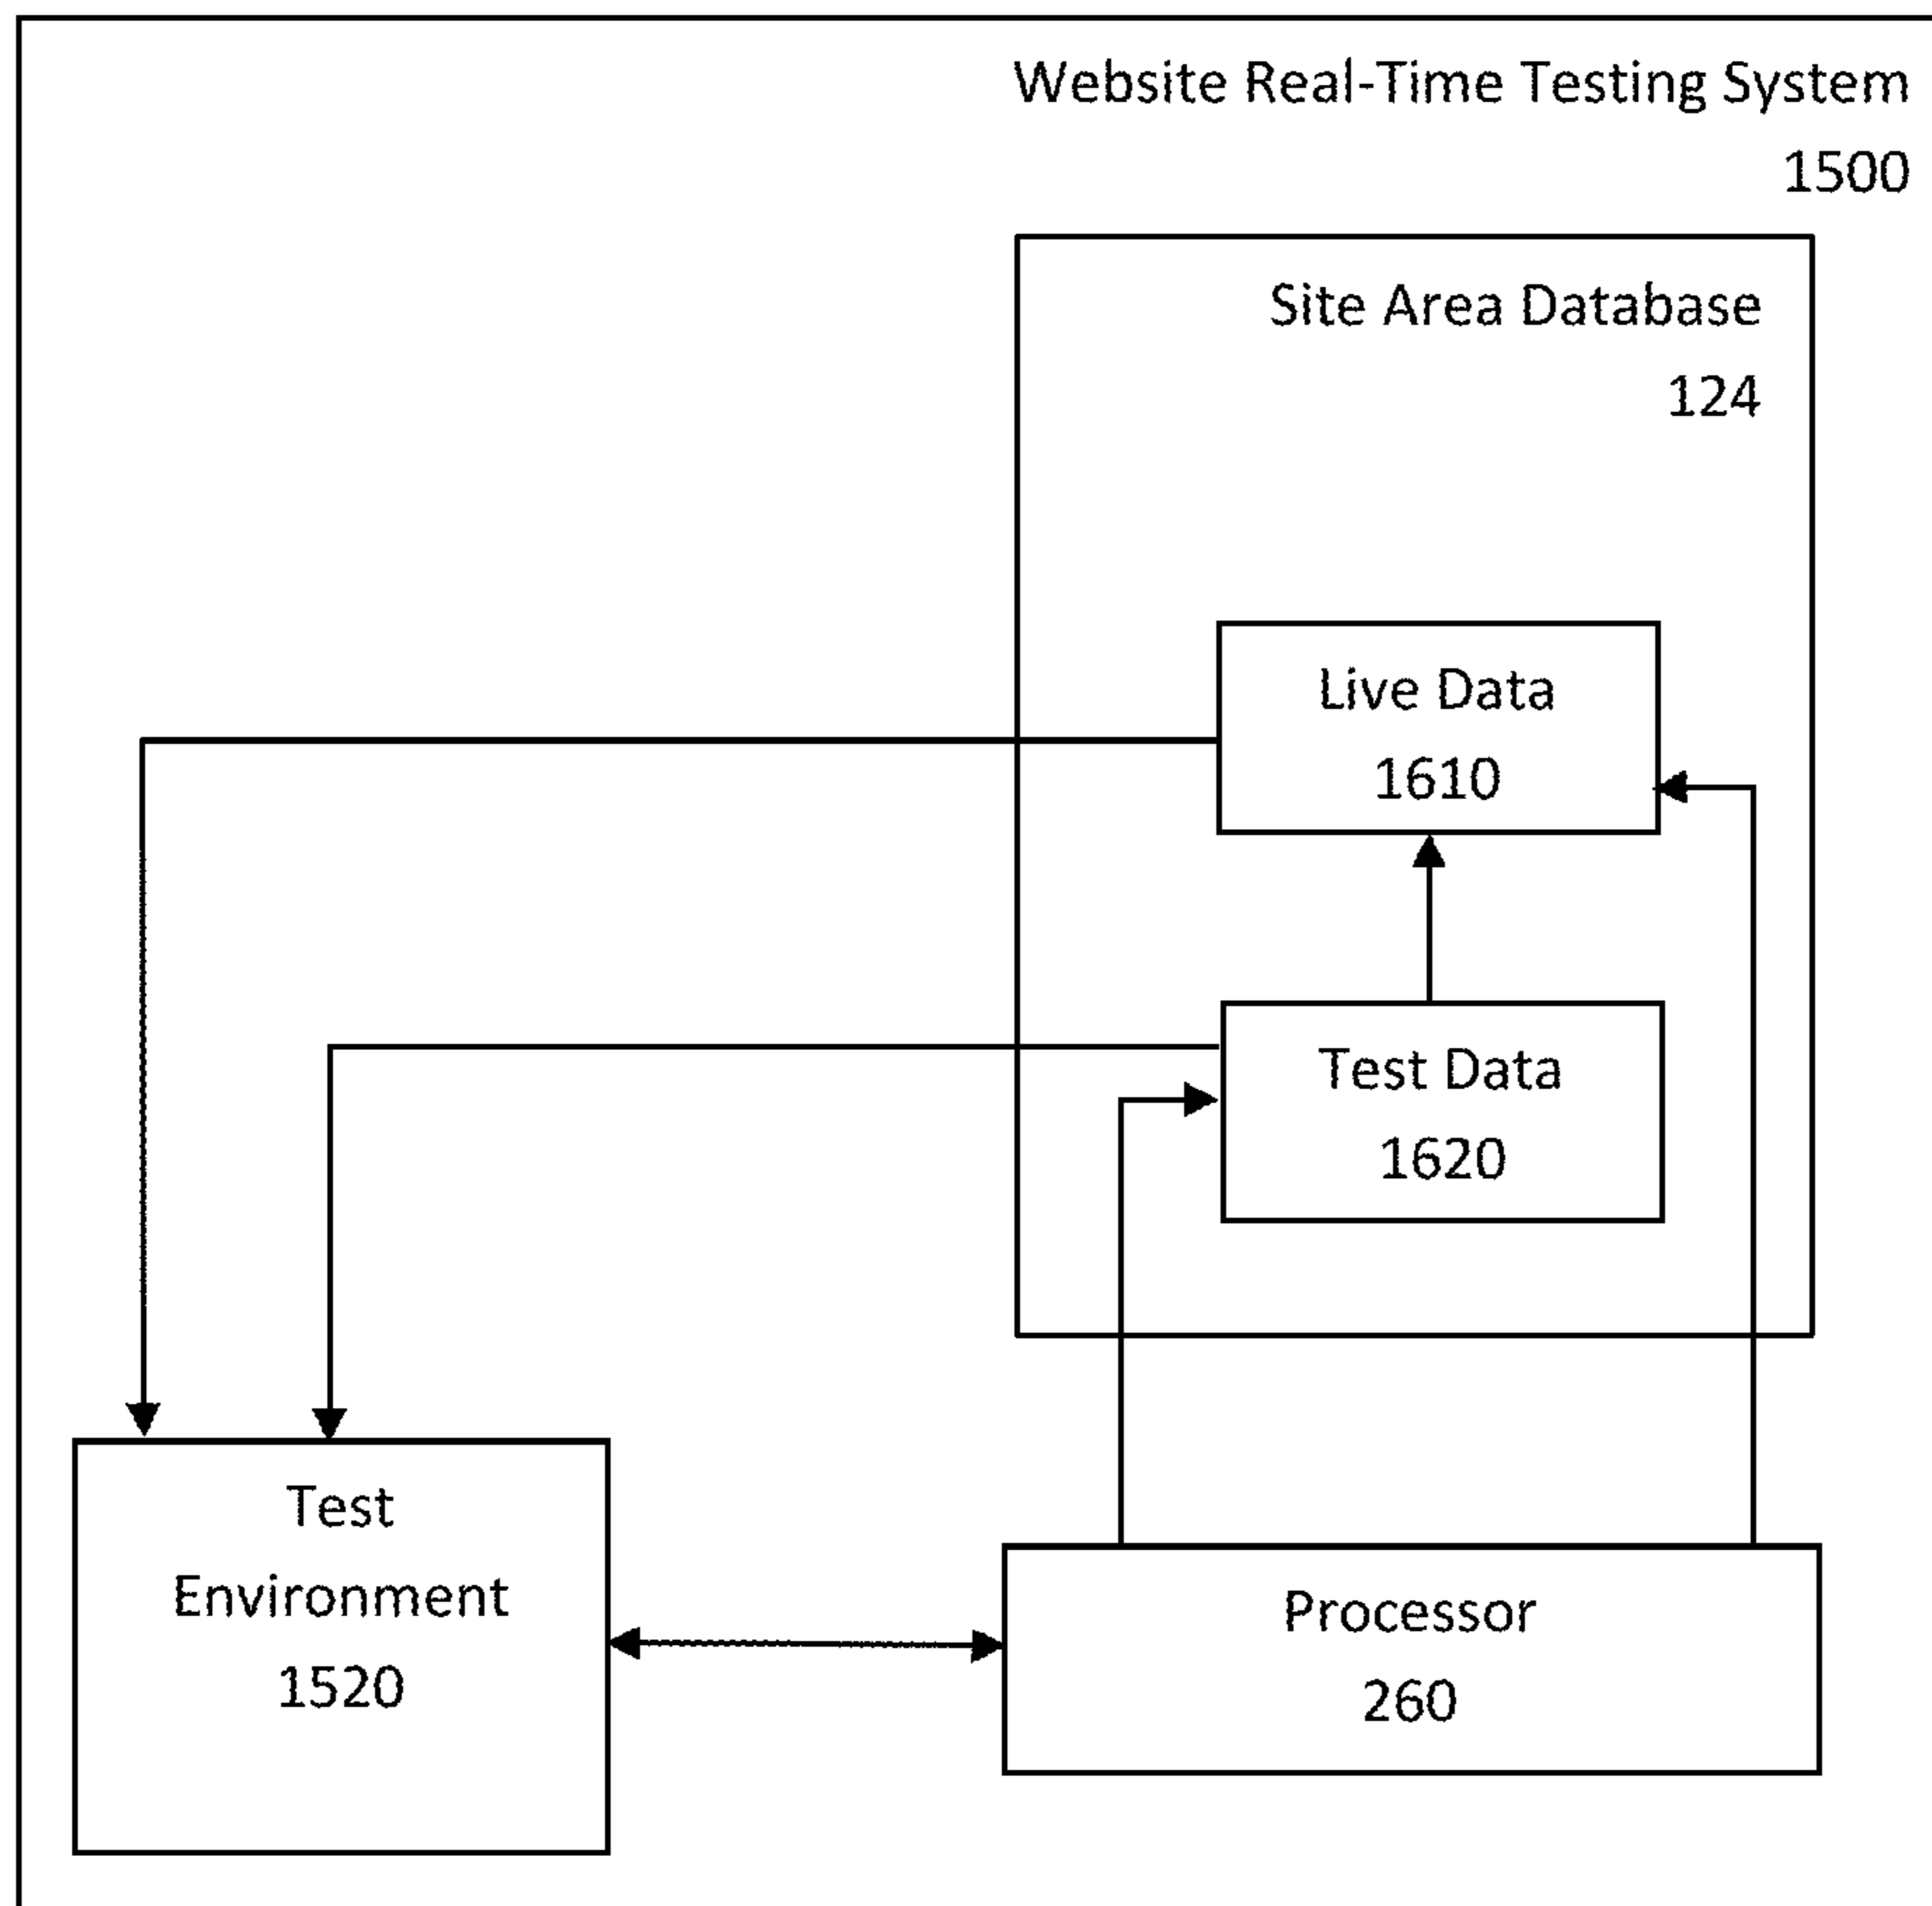 Website Real-Time Testing System
1500
Site Area Database
124
Live Data
1610
Test Data
1620
Test
Environment
1520
Processor
260